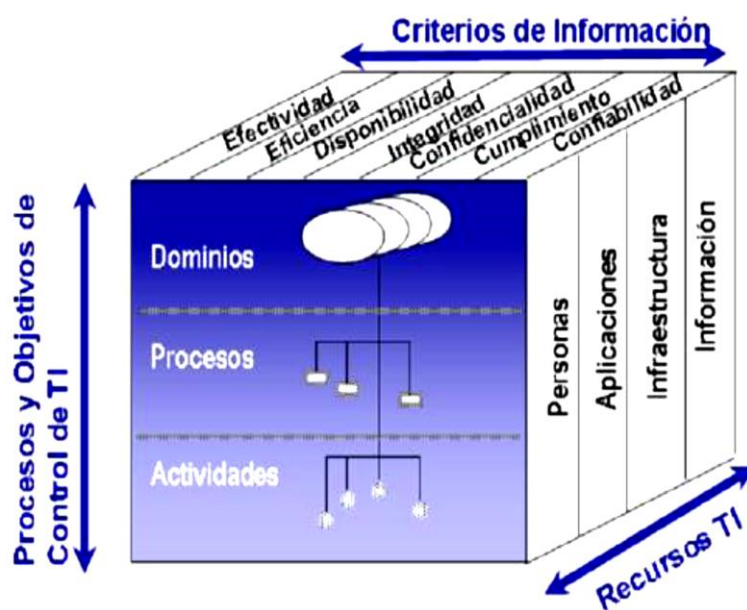 Criterios de Información
Efectividad
Eficiencia
Disponibilidad
Integridad
Confidencialidad
Cumplimiento
Confiabilidad
Procesos y Objetivos de
Control de TI
Dominios
Procesos
Actividades
Personas
Aplicaciones
Infraestructura
Información
Recursos TI